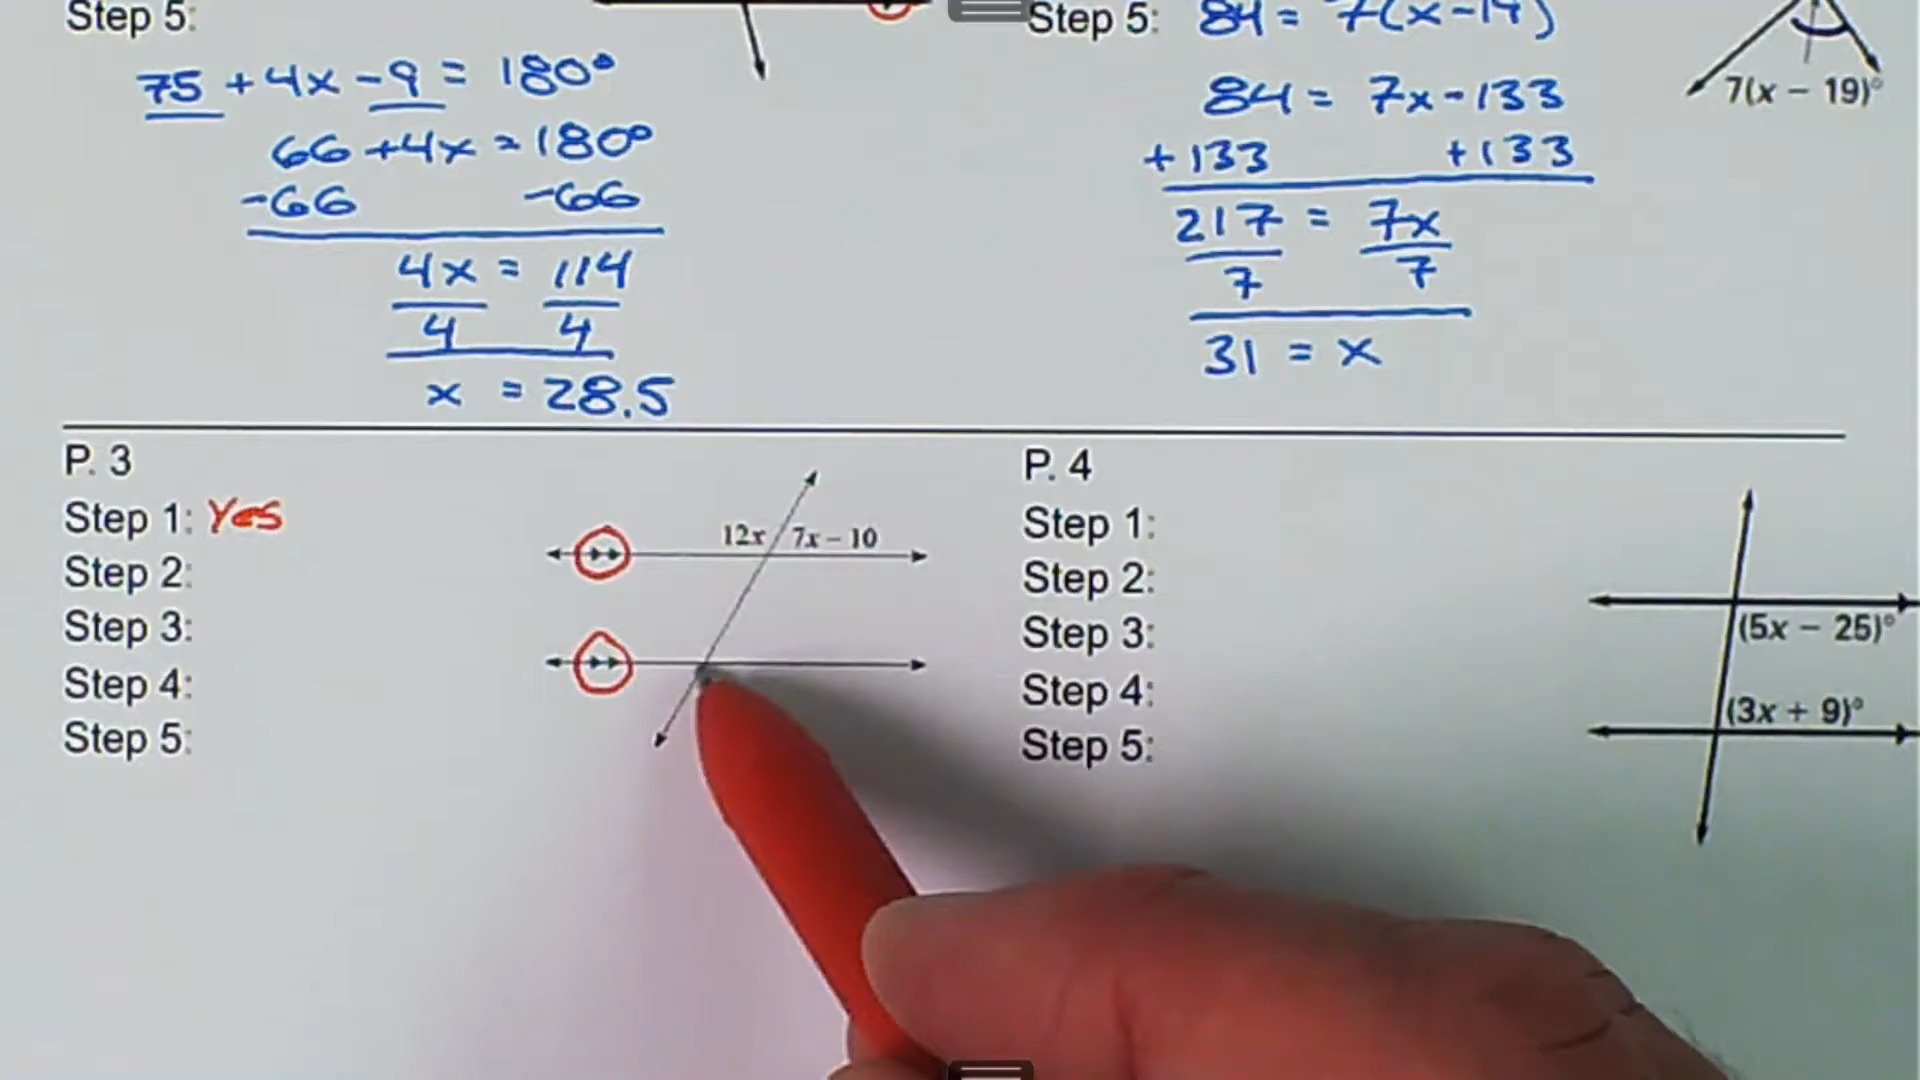 Step 5:
75 + 4x - 9 = 180°
66 + 4x = 180°
-66 -66
4x = 114
4 4
x = 28.5
Step 5: 84 = 7(x-19)
84 = 7x - 133
+133 +133
217 = 7x
7 7
31 = x
7(x − 19)°
P. 3
Step 1: Yes
Step 2:
Step 3:
Step 4:
Step 5:
12x 7x − 10
P. 4
Step 1:
Step 2:
Step 3:
Step 4:
Step 5:
(5x − 25)°
(3x + 9)°